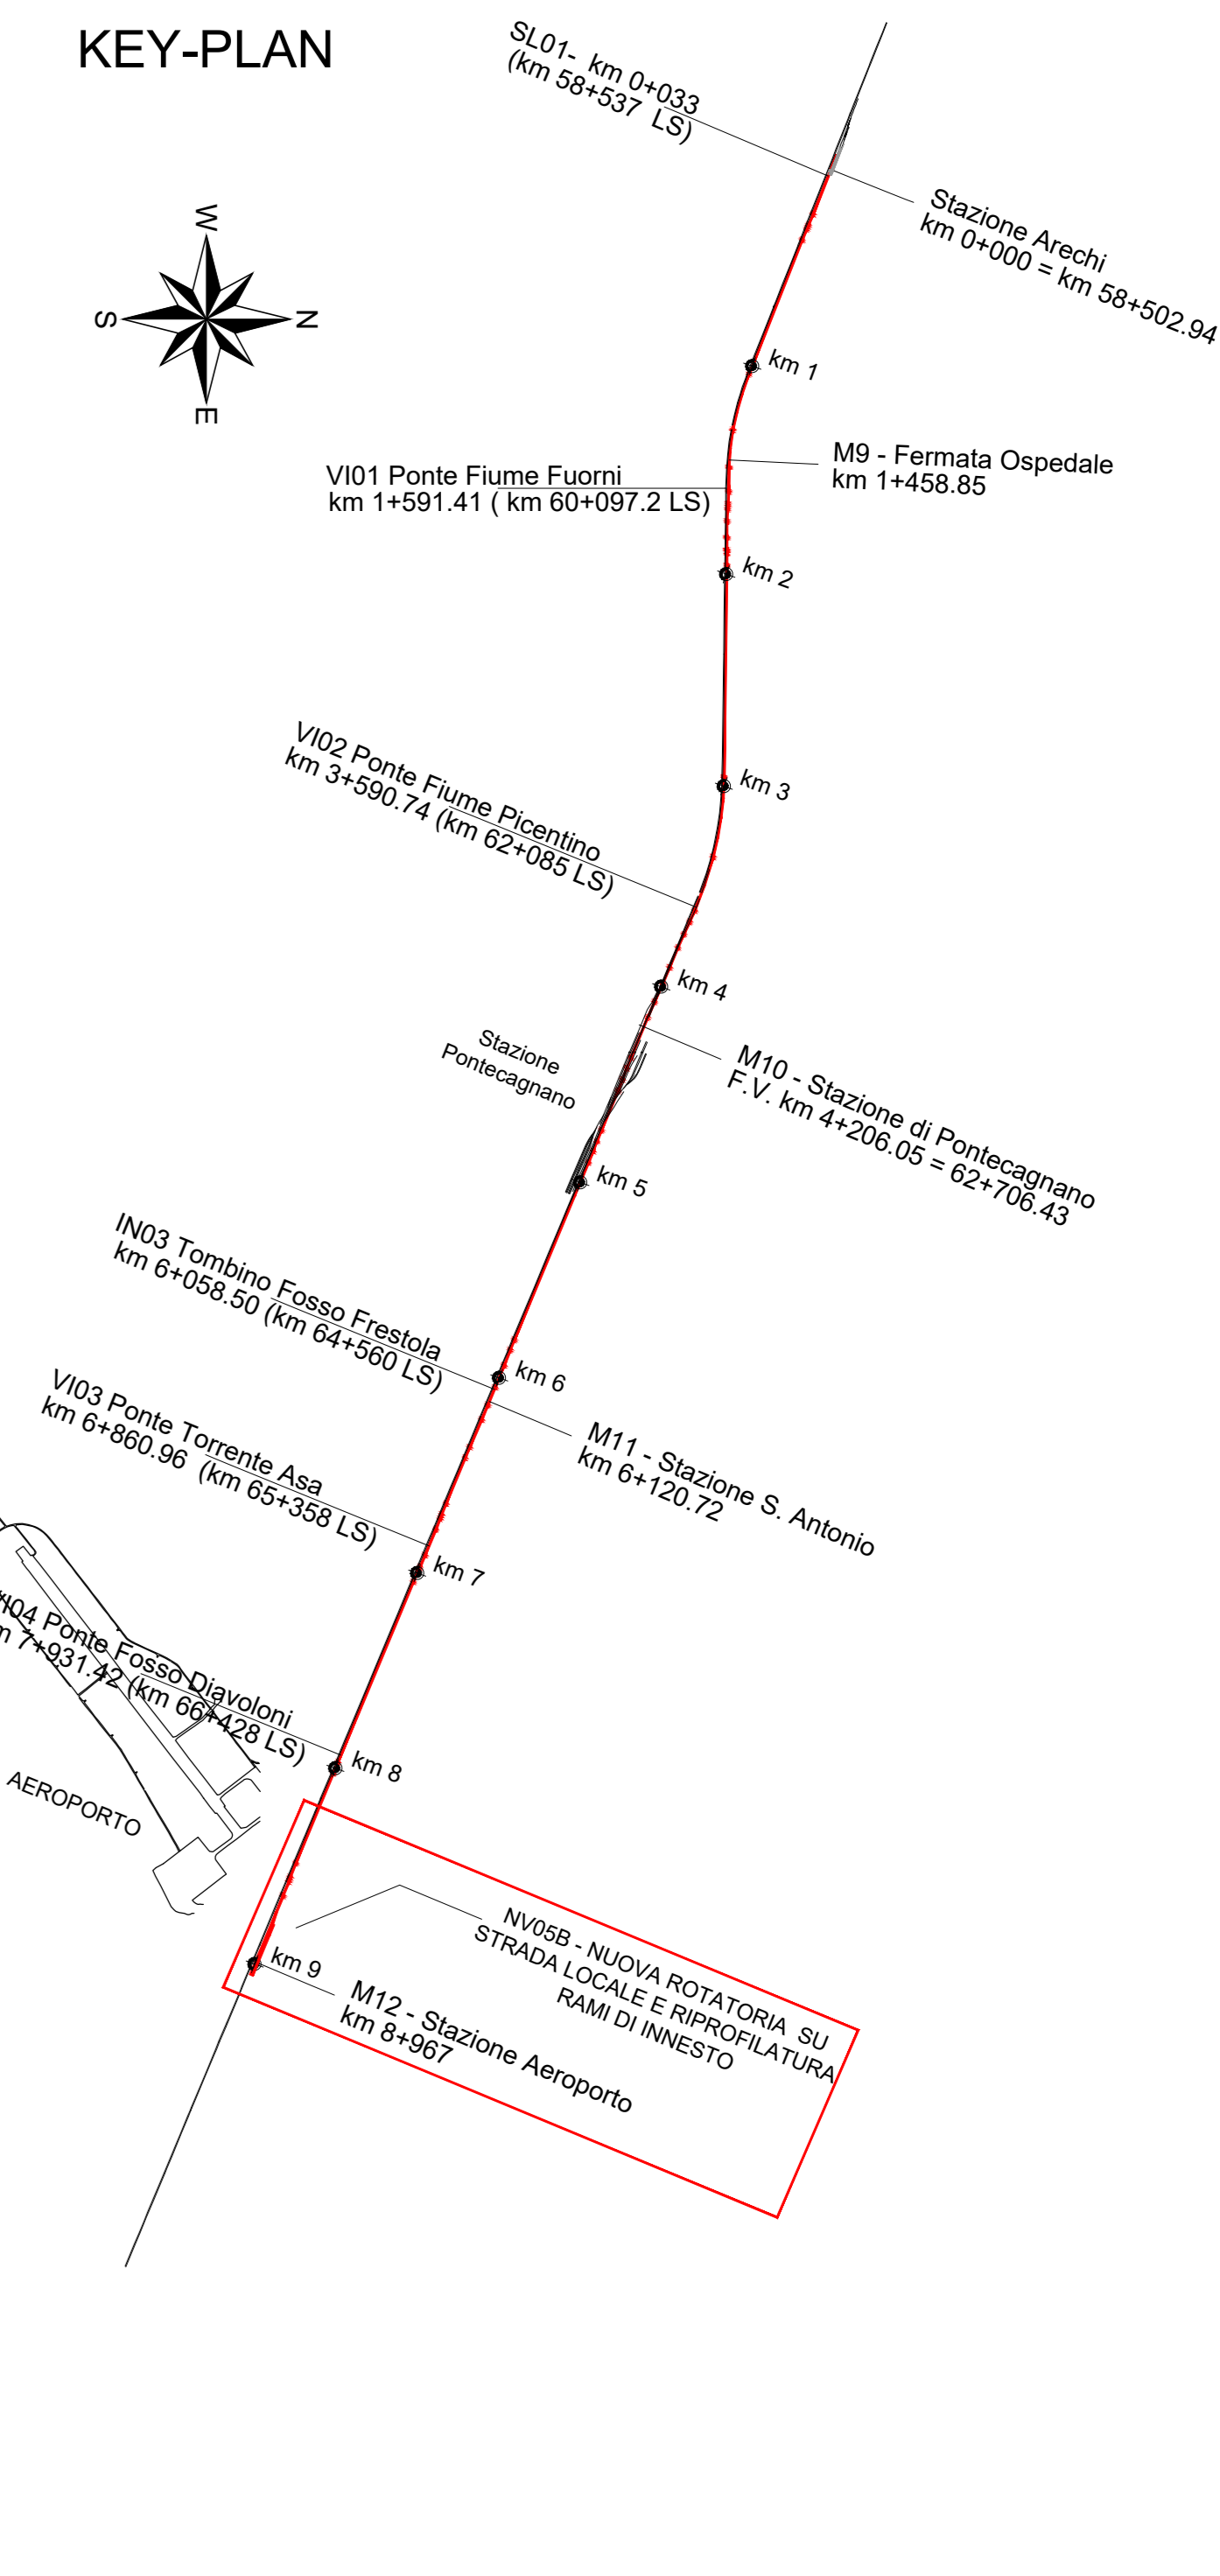 KEY-PLAN
SL01- km 0+033
(km 58+537 LS)
Stazione Arechi
km 0+000 = km 58+502.94
W
S
N
E
km 1
M9 - Fermata Ospedale
km 1+458.85
VI01 Ponte Fiume Fuorni
km 1+591.41 ( km 60+097.2 LS)
km 2
VI02 Ponte Fiume Picentino
km 3+590.74 (km 62+085 LS)
km 3
km 4
Stazione
Pontecagnano
M10 - Stazione di Pontecagnano
F.V. km 4+206.05 = 62+706.43
km 5
IN03 Tombino Fosso Frestola
km 6+058.50 (km 64+560 LS)
km 6
VI03 Ponte Torrente Asa
km 6+860.96 (km 65+358 LS)
M11 - Stazione S. Antonio
km 6+120.72
km 7
VI04 Ponte Fosso Diavoloni
m 7+931.42 (km 66+428 LS)
km 8
AEROPORTO
NV05B - NUOVA ROTATORIA SU
STRADA LOCALE E RIPROFILATURA
RAMI DI INNESTO
km 9
M12 - Stazione Aeroporto
km 8+967